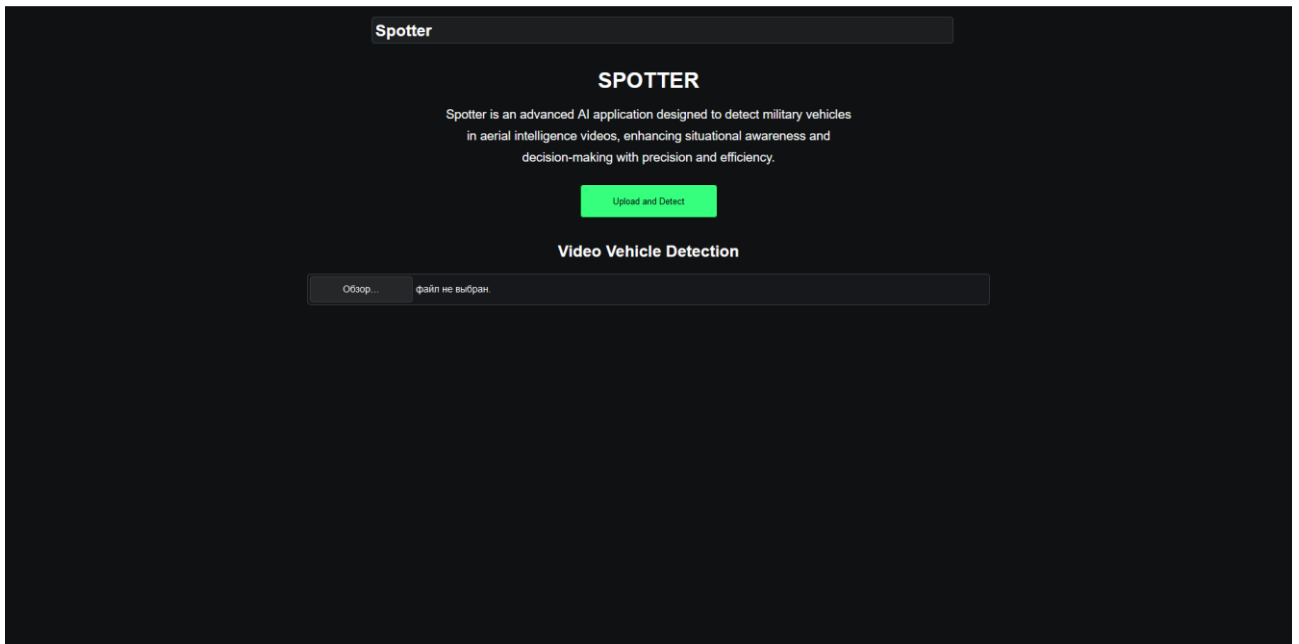 Spotter
SPOTTER
Spotter is an advanced AI application designed to detect military vehicles
in aerial intelligence videos, enhancing situational awareness and
decision-making with precision and efficiency.
Upload and Detect
Video Vehicle Detection
Обзор... файл не выбран.